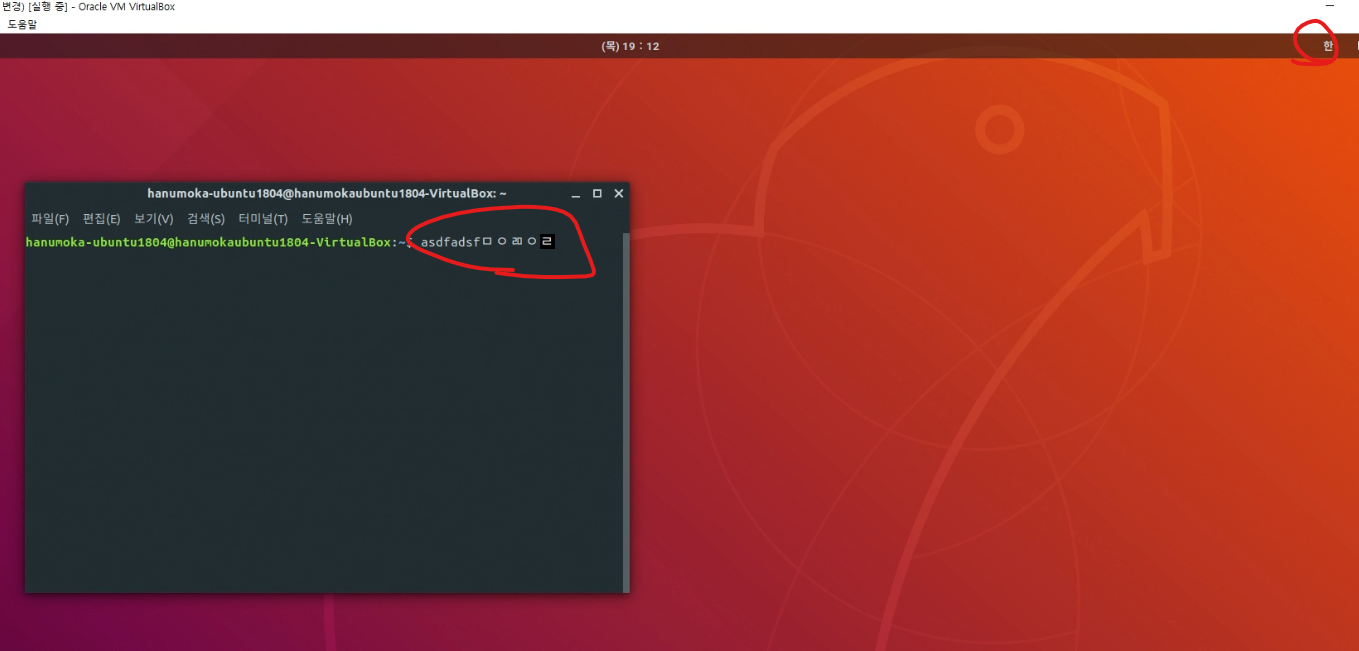 변경) [실행 중] - Oracle VM VirtualBox
도움말
(목) 19 : 12
한
hanumoka-ubuntu1804@hanumokaubuntu1804-VirtualBox: ~
파일(F) 편집(E) 보기(V) 검색(S) 터미널(T) 도움말(H)
hanumoka-ubuntu1804@hanumokaubuntu1804-VirtualBox:~$ asdfadsfㅁㅇㄻㅇㄹ